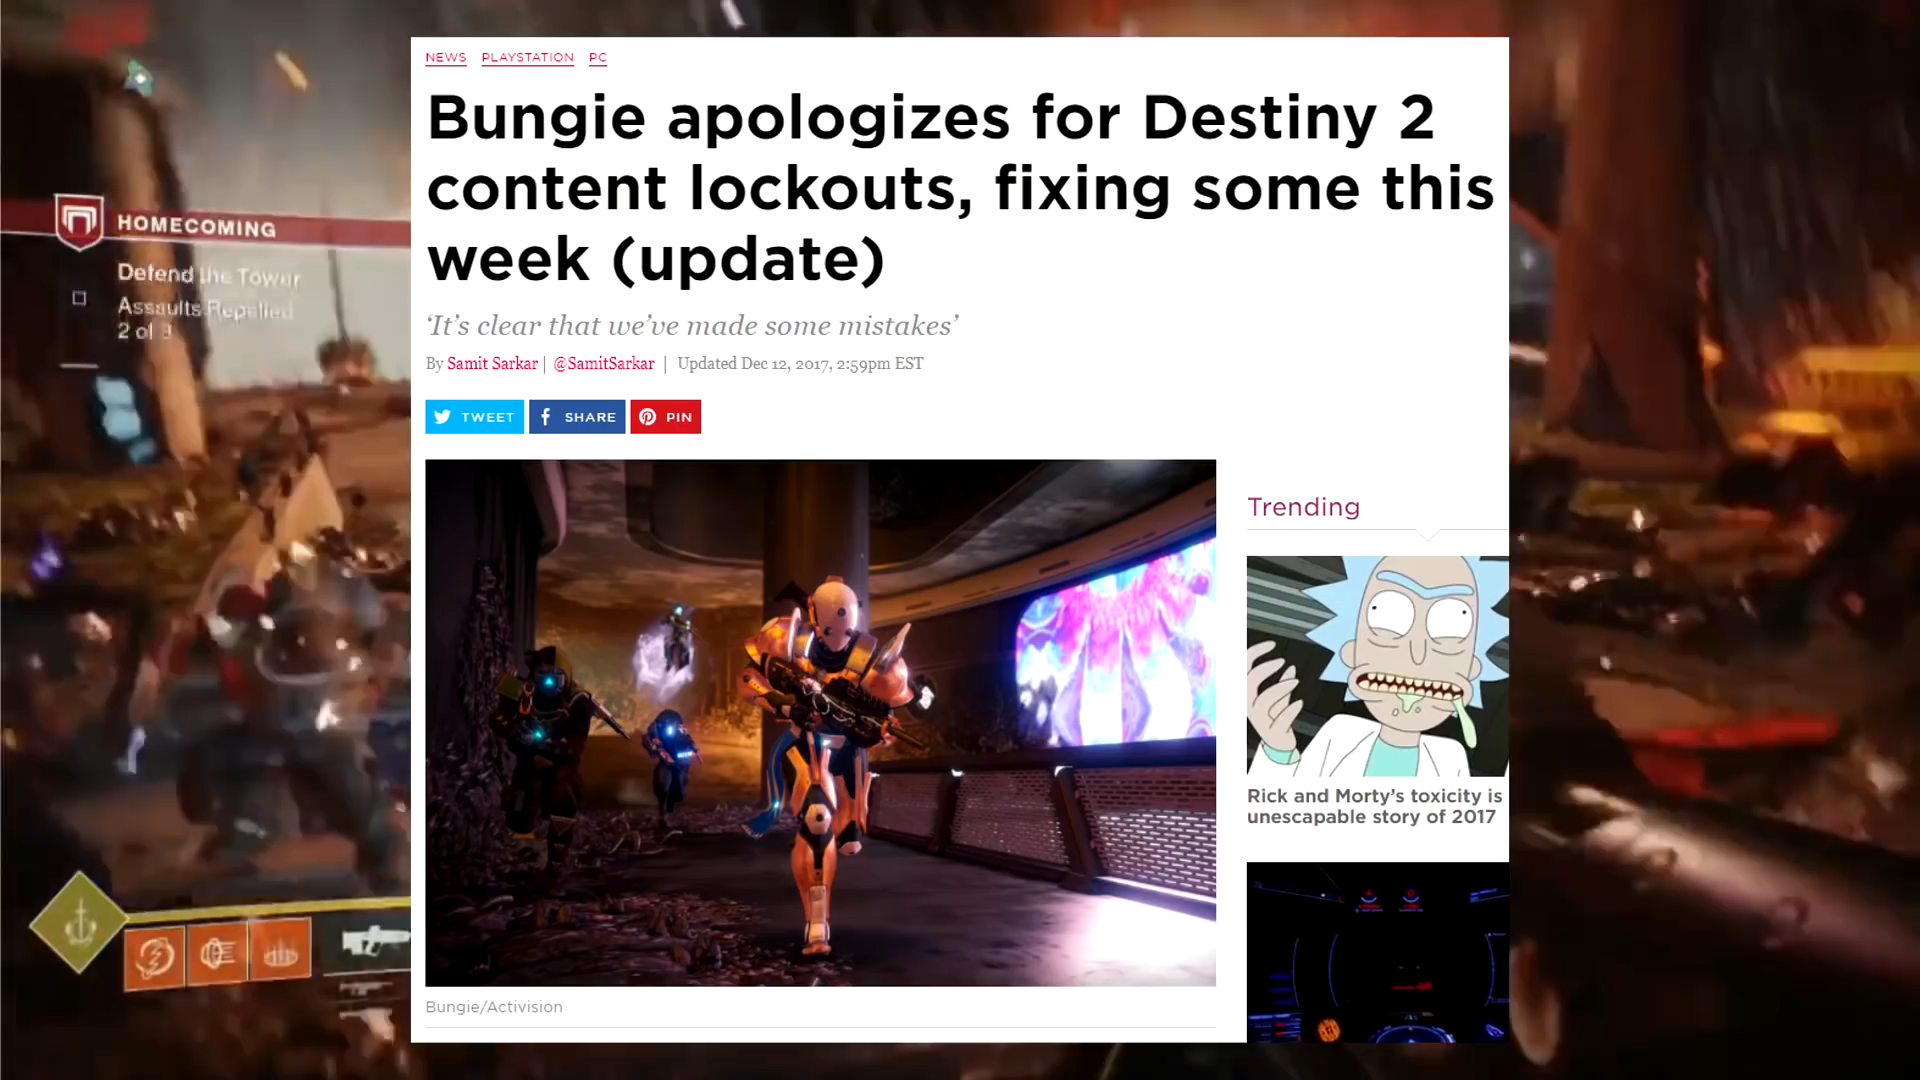 NEWS PLAYSTATION PC
Bungie apologizes for Destiny 2
content lockouts, fixing some this
week (update)
‘It’s clear that we’ve made some mistakes’
By Samit Sarkar | @SamitSarkar | Updated Dec 12, 2017, 2:59pm EST
TWEET SHARE PIN
Bungie/Activision
Trending
Rick and Morty’s toxicity is
unescapable story of 2017
HOMECOMING
Defend the Tower
Assaults Repelled
2 of 3